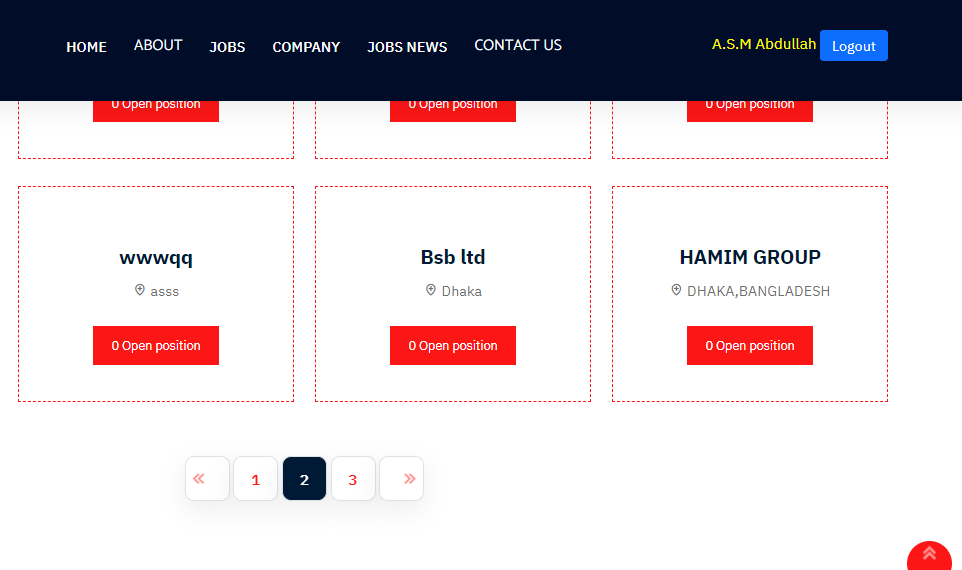 HOME ABOUT JOBS COMPANY JOBS NEWS CONTACT US A.S.M Abdullah Logout
0 Open position 0 Open position 0 Open position
wwwqq Bsb ltd HAMIM GROUP
asss Dhaka DHAKA,BANGLADESH
0 Open position 0 Open position 0 Open position
« 1 2 3 »